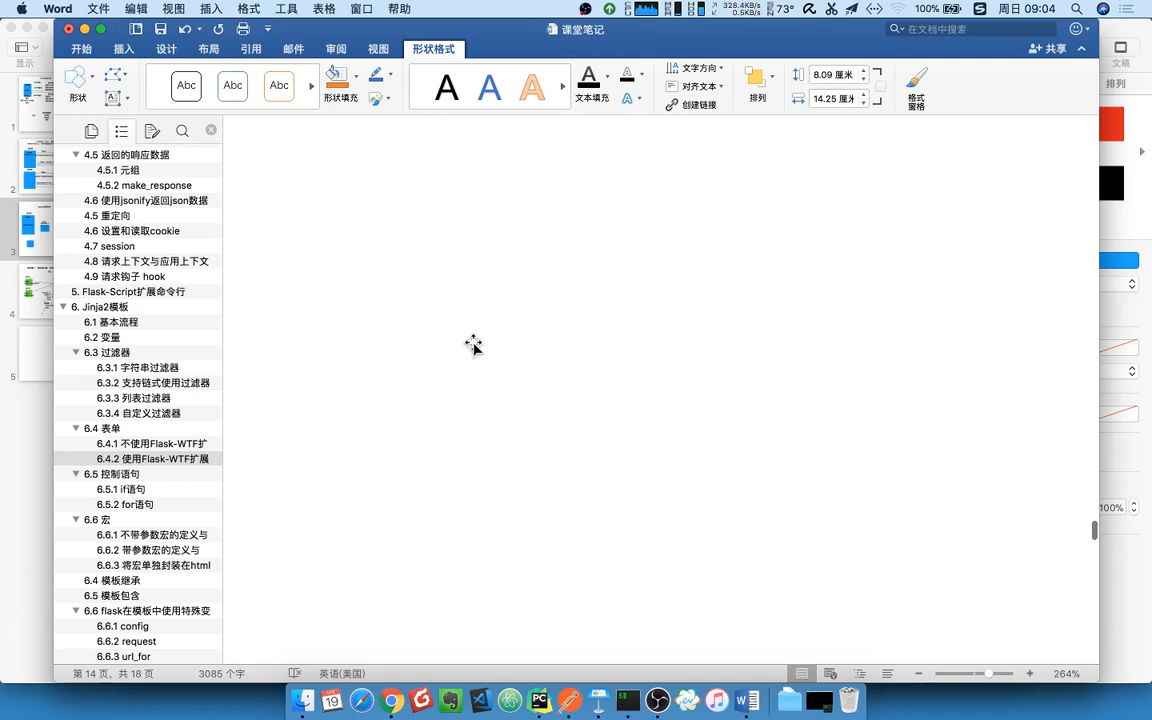 Word 文件 编辑 视图 插入 格式 工具 表格 窗口 帮助
328.4KB/s
0.5KB/s
73°
100%
周日 09:04
课堂笔记
在文档中搜索
开始 插入 设计 布局 引用 邮件 审阅 视图 形状格式
共享
显示
文稿
形状
Abc Abc Abc
形状填充
A A A
文本填充
文字方向
对齐文本
创建链接
排列
8.09 厘米
14.25 厘米
格式
窗格
排列
4.5 返回的响应数据
4.5.1 元组
4.5.2 make_response
4.6 使用jsonify返回json数据
4.5 重定向
4.6 设置和读取cookie
4.7 session
4.8 请求上下文与应用上下文
4.9 请求钩子 hook
5. Flask-Script扩展命令行
6. Jinja2模板
6.1 基本流程
6.2 变量
6.3 过滤器
6.3.1 字符串过滤器
6.3.2 支持链式使用过滤器
6.3.3 列表过滤器
6.3.4 自定义过滤器
6.4 表单
6.4.1 不使用Flask-WTF扩
6.4.2 使用Flask-WTF扩展
6.5 控制语句
6.5.1 if语句
6.5.2 for语句
6.6 宏
6.6.1 不带参数宏的定义与
6.6.2 带参数宏的定义与
6.6.3 将宏单独封装在html
6.4 模板继承
6.5 模板包含
6.6 flask在模板中使用特殊变
6.6.1 config
6.6.2 request
6.6.3 url_for
1
2
3
4
5
100%
第 14 页，共 18 页
3085 个字
英语(美国)
264%